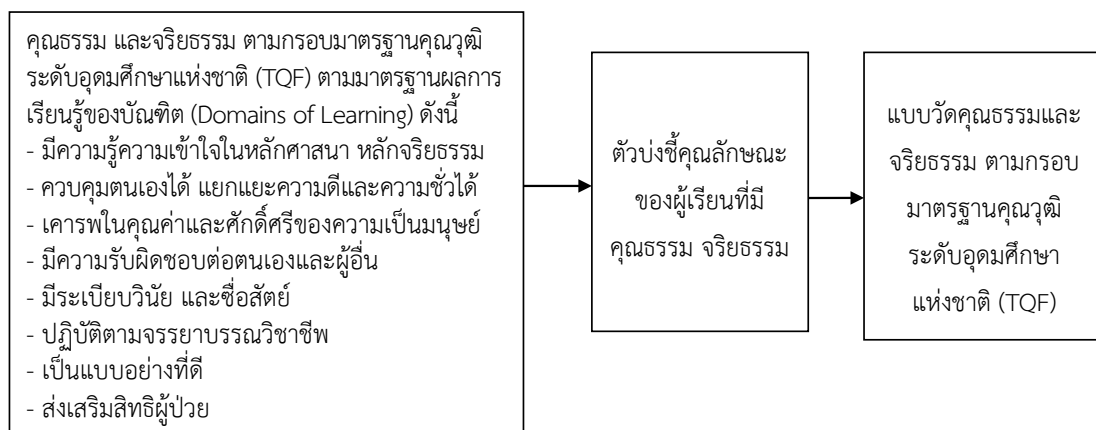 คุณธรรม และจริยธรรม ตามกรอบมาตรฐานคุณวุฒิ
ระดับอุดมศึกษาแห่งชาติ (TQF) ตามมาตรฐานผลการ
เรียนรู้ของบัณฑิต (Domains of Learning) ดังนี้
- มีความรู้ความเข้าใจในหลักศาสนา หลักจริยธรรม
- ควบคุมตนเองได้ แยกแยะความดีและความชั่วได้
- เคารพในคุณค่าและศักดิ์ศรีของความเป็นมนุษย์
- มีความรับผิดชอบต่อตนเองและผู้อื่น
- มีระเบียบวินัย และซื่อสัตย์
- ปฏิบัติตามจรรยาบรรณวิชาชีพ
- เป็นแบบอย่างที่ดี
- ส่งเสริมสิทธิผู้ป่วย
ตัวบ่งชี้คุณลักษณะ
ของผู้เรียนที่มี
คุณธรรม จริยธรรม
แบบวัดคุณธรรมและ
จริยธรรม ตามกรอบ
มาตรฐานคุณวุฒิ
ระดับอุดมศึกษา
แห่งชาติ (TQF)